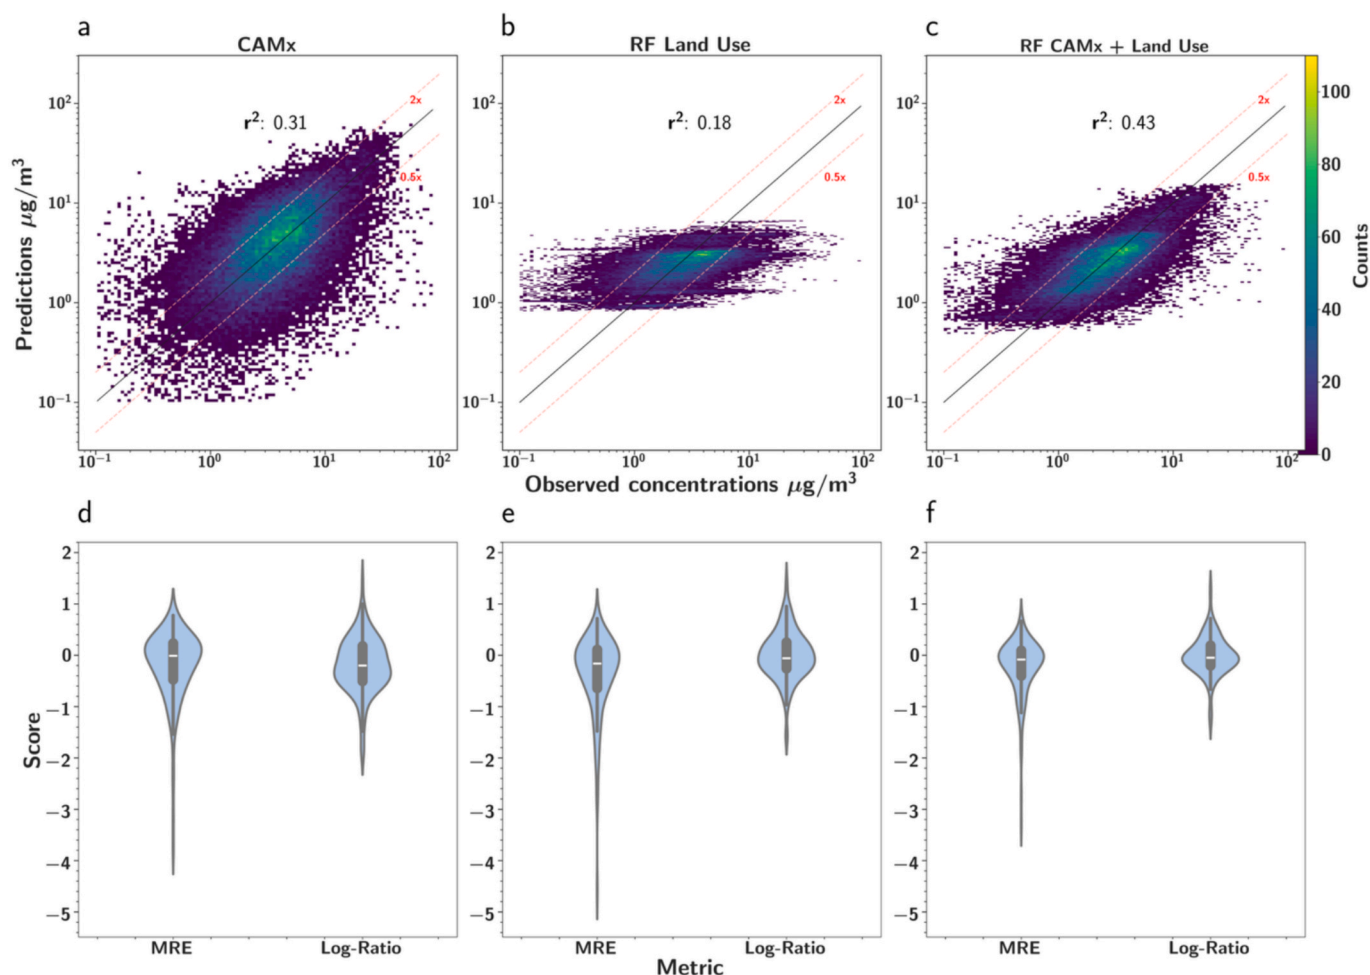 a
b
c
CAMx
RF Land Use
RF CAMx + Land Use
10²
10¹
10⁰
10⁻¹
Predictions μg/m³
r²: 0.31
2x
0.5x
10⁻¹ 10⁰ 10¹ 10²
10²
10¹
10⁰
10⁻¹
r²: 0.18
2x
0.5x
10⁻¹ 10⁰ 10¹ 10²
10²
10¹
10⁰
10⁻¹
r²: 0.43
2x
0.5x
10⁻¹ 10⁰ 10¹ 10²
100
80
60
40
20
0
Counts
Observed concentrations μg/m³
d
e
f
2
1
0
−1
−2
−3
−4
−5
Score
MRE Log-Ratio
2
1
0
−1
−2
−3
−4
−5
MRE Log-Ratio
2
1
0
−1
−2
−3
−4
−5
MRE Log-Ratio
Metric